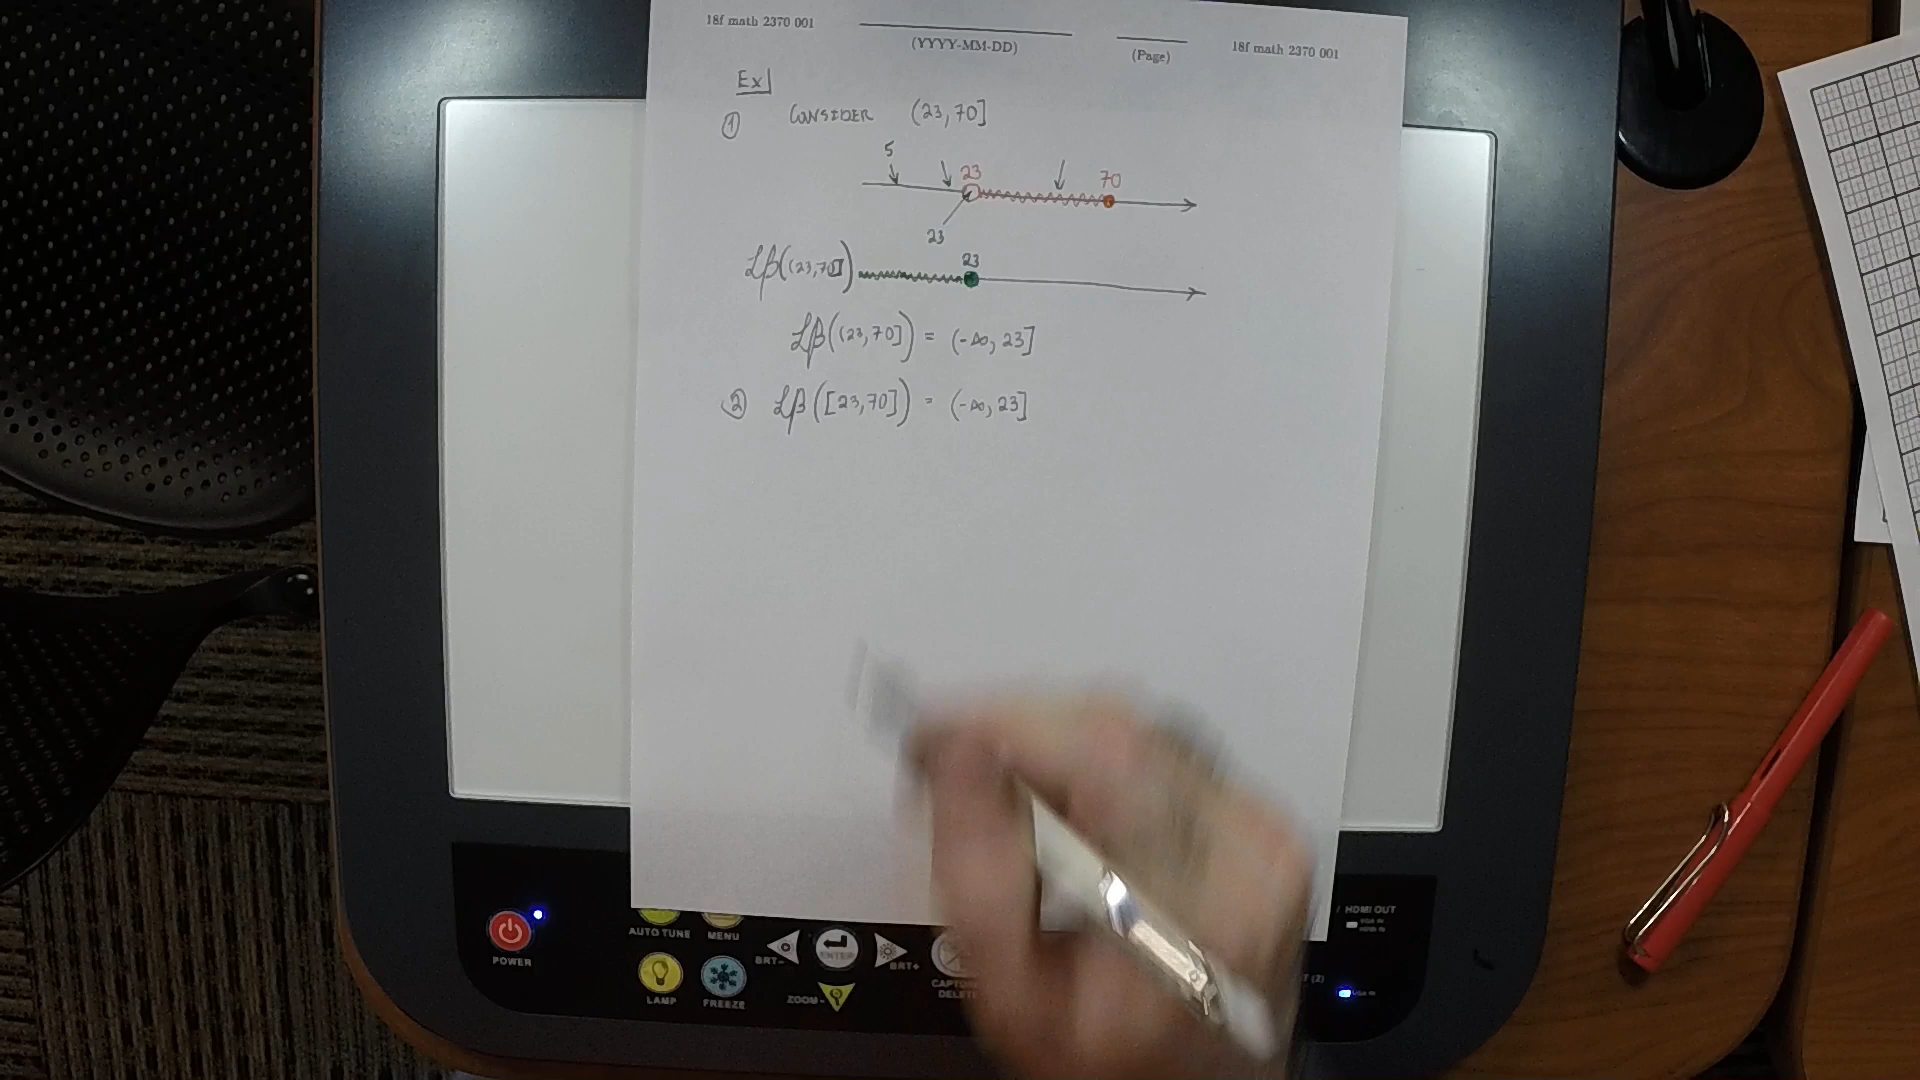 18f math 2370 001
(YYYY-MM-DD)
(Page)
18f math 2370 001
Ex
① CONSIDER (23, 70]
5
23
70
23
ℒβ((23,70])
23
ℒβ((23,70]) = (-∞, 23]
② ℒβ([23,70]) = (-∞, 23]
POWER
AUTO TUNE
MENU
BRT-
ENTER
BRT+
LAMP
FREEZE
ZOOM-
HDMI OUT